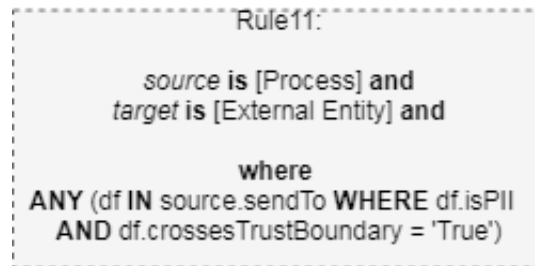 Rule11:
source is [Process] and
target is [External Entity] and
where
ANY (df IN source.sendTo WHERE df.isPII
AND df.crossesTrustBoundary = 'True')